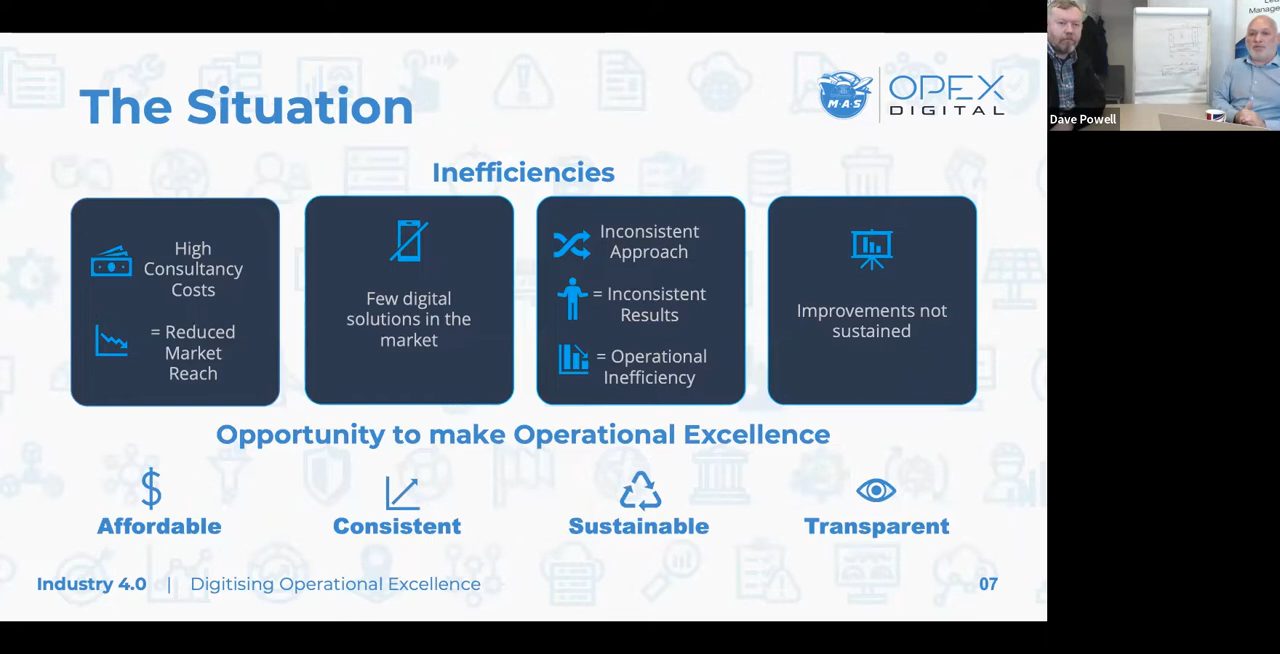 The Situation
M·A·S
OPEX
DIGITAL
Inefficiencies
High
Consultancy
Costs
= Reduced
Market
Reach
Few digital
solutions in the
market
Inconsistent
Approach
= Inconsistent
Results
= Operational
Inefficiency
Improvements not
sustained
Opportunity to make Operational Excellence
$
Affordable
Consistent
Sustainable
Transparent
Industry 4.0 | Digitising Operational Excellence
07
Dave Powell